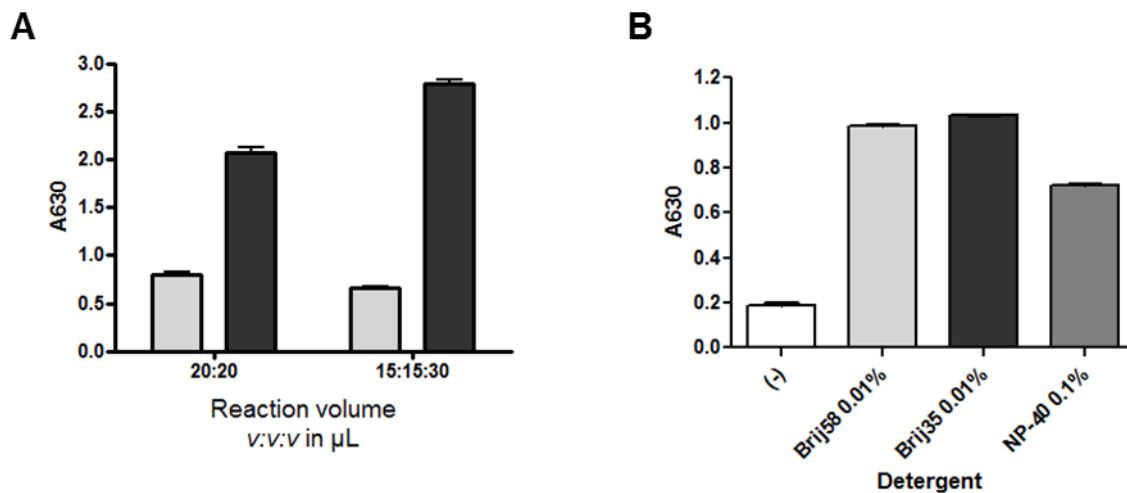 A
3.0
2.5
2.0
1.5
1.0
0.5
0.0
A630
20:20
15:15:30
Reaction volume
v:v:v in µL
B
1.2
1.0
0.8
0.6
0.4
0.2
0.0
A630
(-)
Brij58 0.01%
Brij35 0.01%
NP-40 0.1%
Detergent